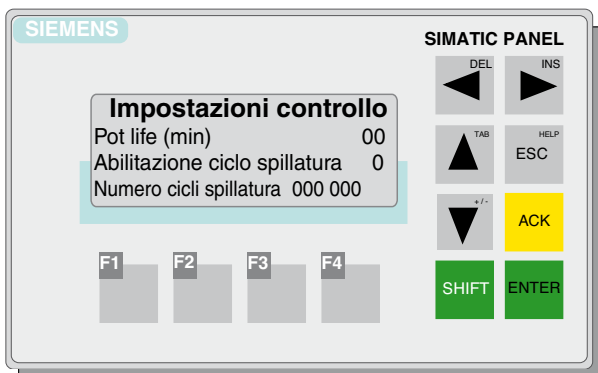 SIEMENS
SIMATIC PANEL
DEL
INS
Impostazioni controllo
Pot life (min) 00
Abilitazione ciclo spillatura 0
Numero cicli spillatura 000 000
TAB
HELP
ESC
+/-
ACK
F1 F2 F3 F4
SHIFT ENTER